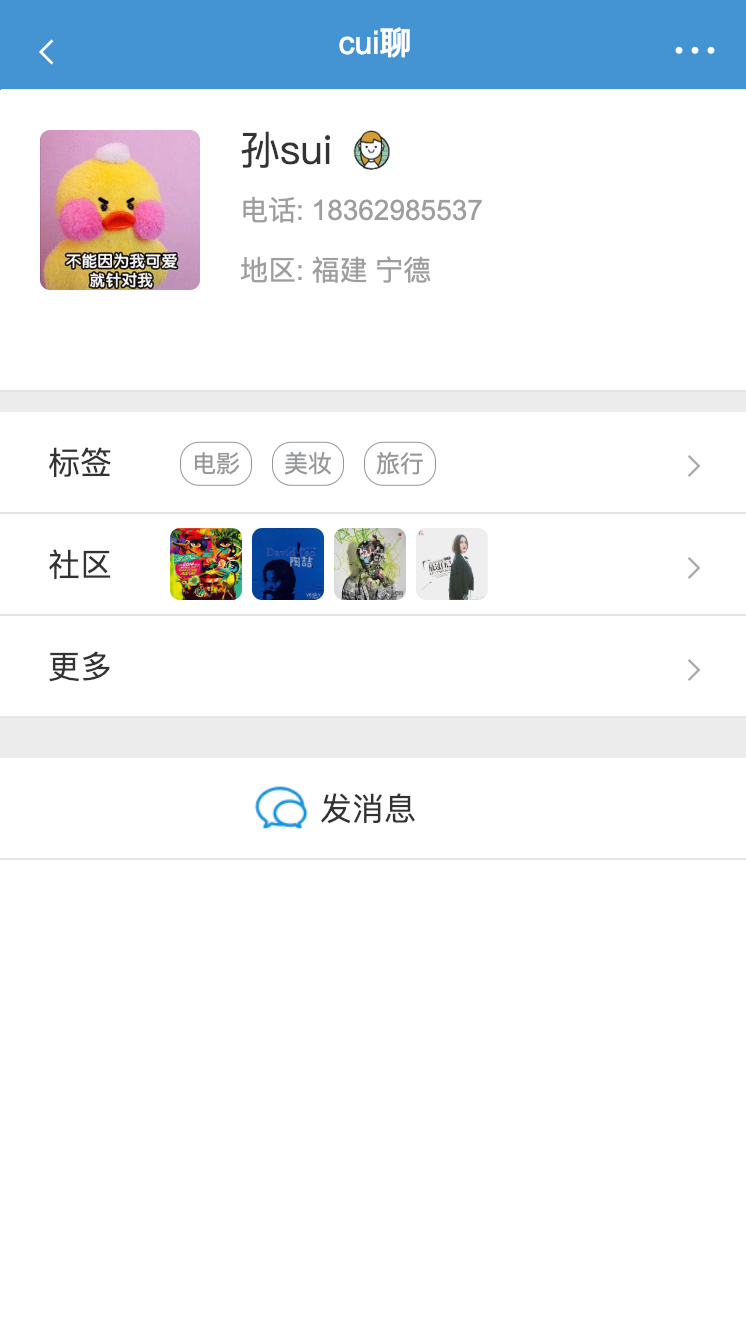 cui聊
孙sui
电话: 18362985537
地区: 福建 宁德
不能因为我可爱
就针对我
标签
电影 美妆 旅行
社区
David Tao
陶喆
更多
发消息